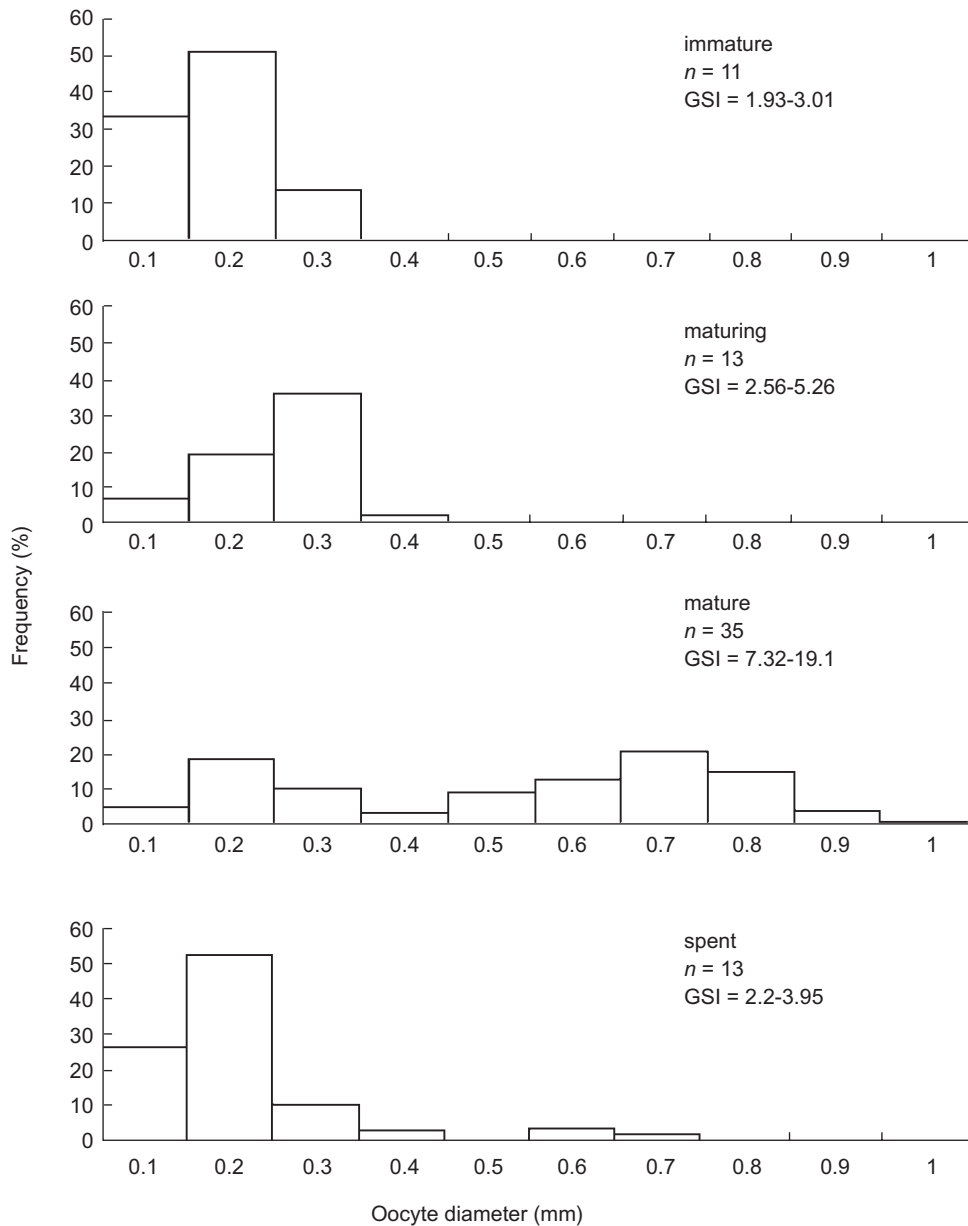 60
50
40
30
20
10
0
immature
n = 11
GSI = 1.93-3.01
0.1 0.2 0.3 0.4 0.5 0.6 0.7 0.8 0.9 1
60
50
40
30
20
10
0
maturing
n = 13
GSI = 2.56-5.26
0.1 0.2 0.3 0.4 0.5 0.6 0.7 0.8 0.9 1
Frequency (%)
60
50
40
30
20
10
0
mature
n = 35
GSI = 7.32-19.1
0.1 0.2 0.3 0.4 0.5 0.6 0.7 0.8 0.9 1
60
50
40
30
20
10
0
spent
n = 13
GSI = 2.2-3.95
0.1 0.2 0.3 0.4 0.5 0.6 0.7 0.8 0.9 1
Oocyte diameter (mm)